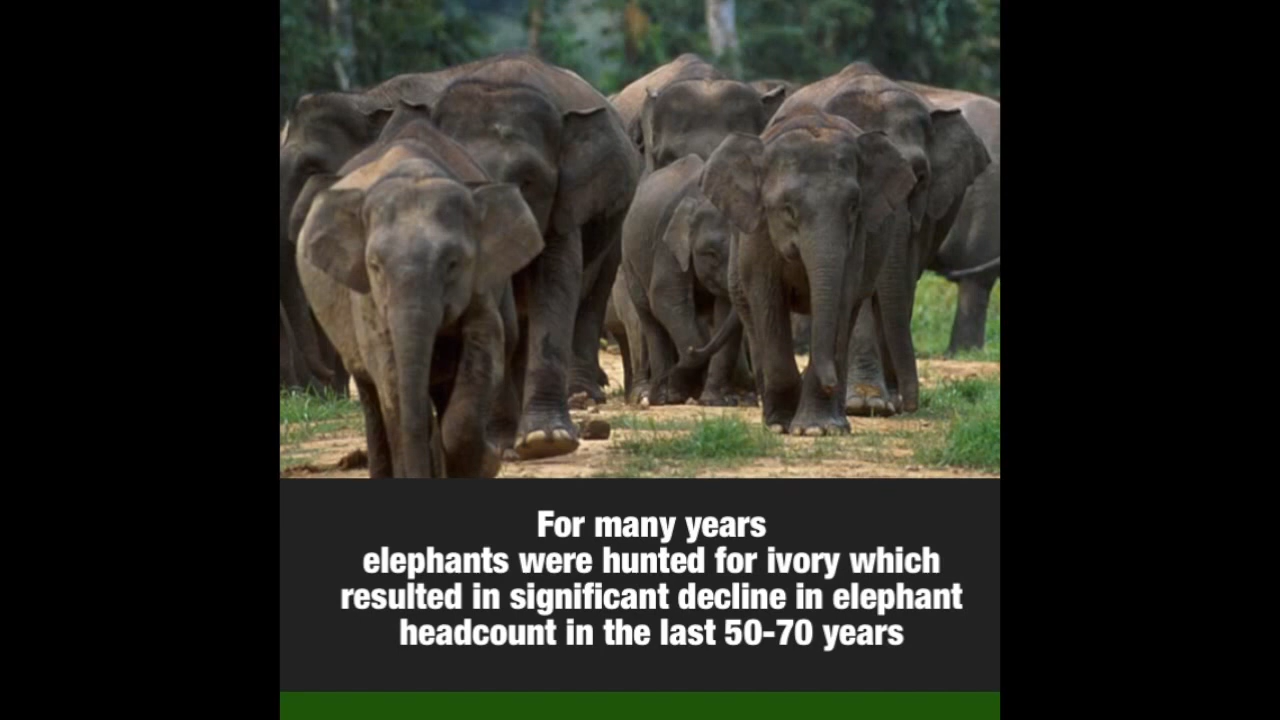 For many years
elephants were hunted for ivory which
resulted in significant decline in elephant
headcount in the last 50-70 years